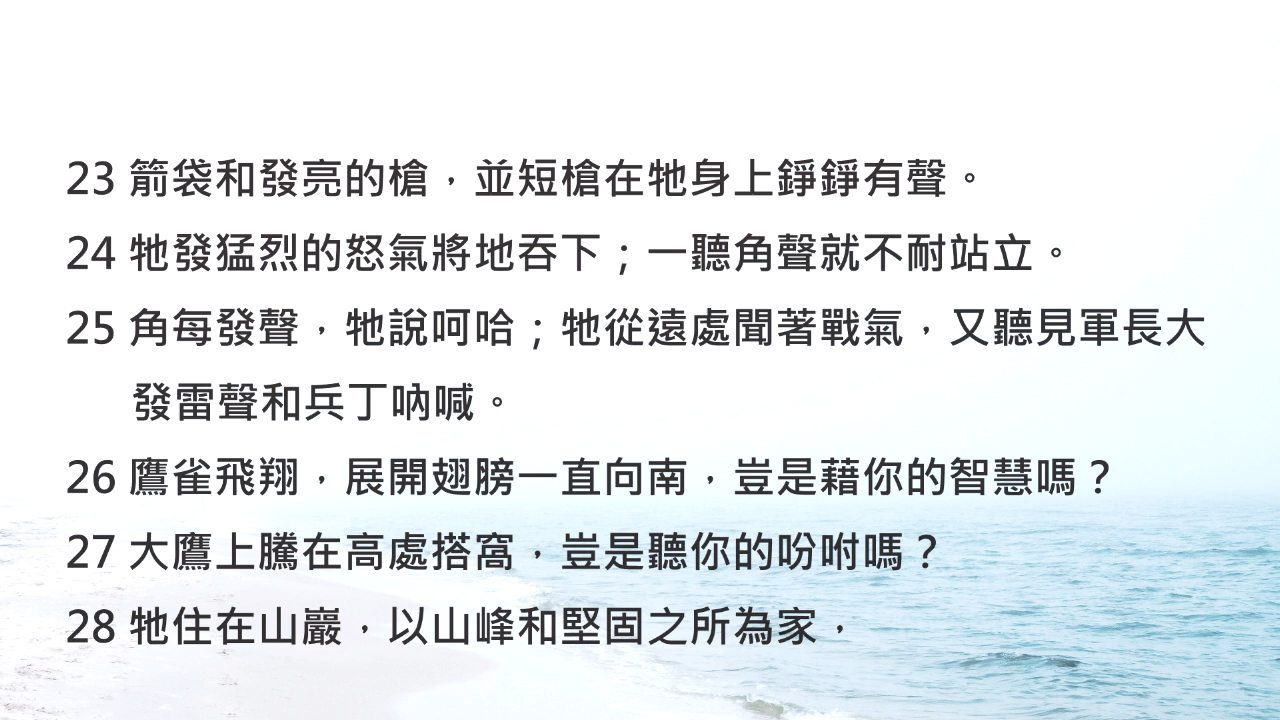 23 箭袋和發亮的槍，並短槍在牠身上錚錚有聲。
24 牠發猛烈的怒氣將地吞下；一聽角聲就不耐站立。
25 角每發聲，牠說呵哈；牠從遠處聞著戰氣，又聽見軍長大
發雷聲和兵丁吶喊。
26 鷹雀飛翔，展開翅膀一直向南，豈是藉你的智慧嗎？
27 大鷹上騰在高處搭窩，豈是聽你的吩咐嗎？
28 牠住在山巖，以山峰和堅固之所為家，